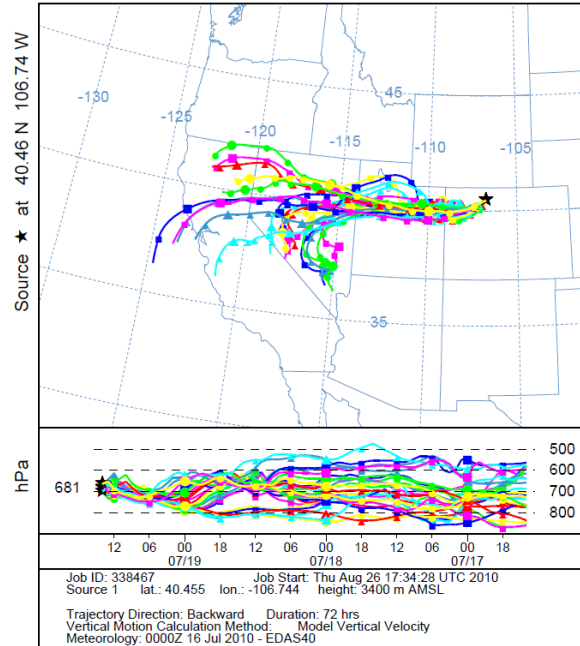 Source ★ at 40.46 N 106.74 W
-130
-125
-120
-115
-110
-105
45
40
35
hPa
681
500
600
700
800
12 06 00 18 12 06 00 18 12 06 00 18
07/19 07/18 07/17
Job ID: 338467 Job Start: Thu Aug 26 17:34:28 UTC 2010
Source 1 lat.: 40.455 lon.: -106.744 height: 3400 m AMSL
Trajectory Direction: Backward Duration: 72 hrs
Vertical Motion Calculation Method: Model Vertical Velocity
Meteorology: 0000Z 16 Jul 2010 - EDAS40